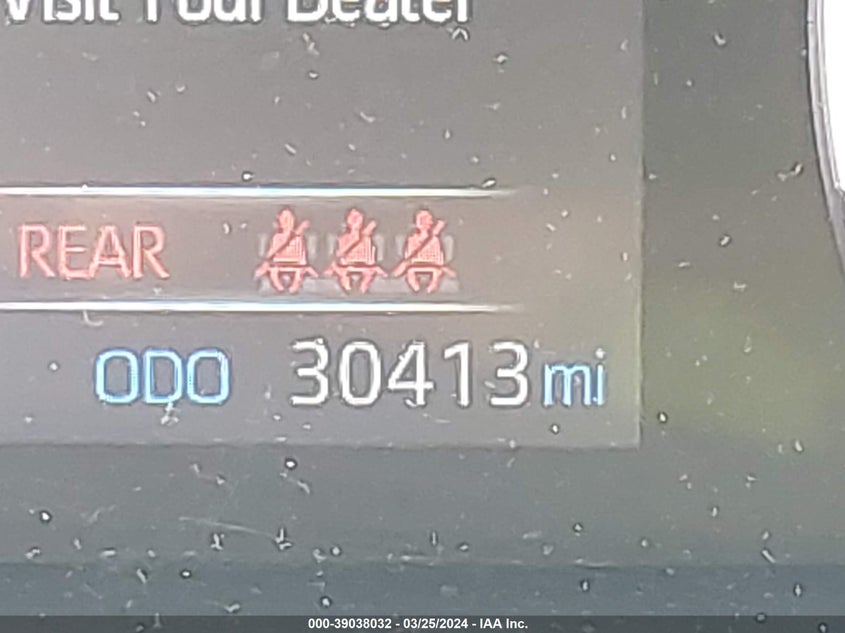 Visit Your Dealer
REAR
ODO 30413 mi
000-39038032 - 03/25/2024 - IAA Inc.